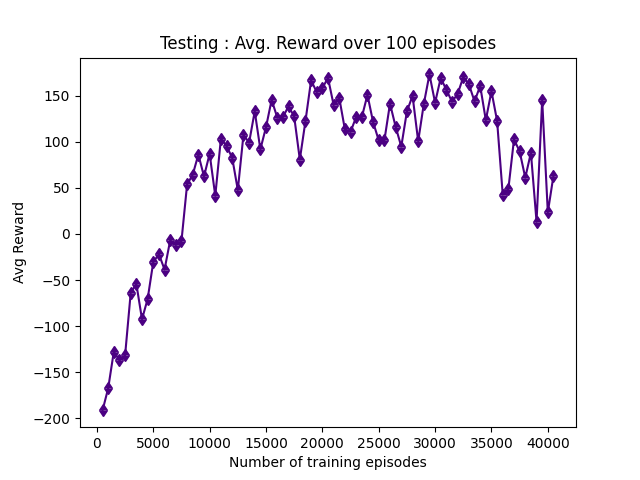 Testing : Avg. Reward over 100 episodes
150
100
50
0
−50
−100
−150
−200
Avg Reward
0 5000 10000 15000 20000 25000 30000 35000 40000
Number of training episodes